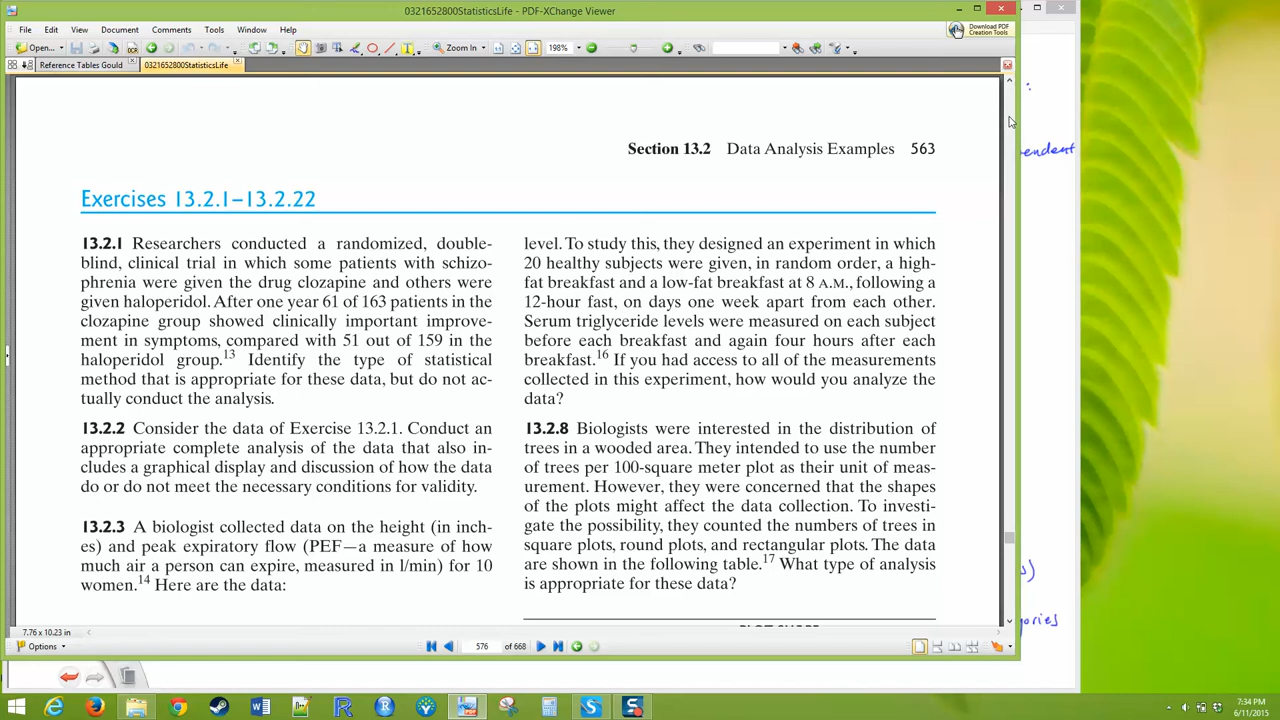 0321652800StatisticsLife - PDF-XChange Viewer
File Edit View Document Comments Tools Window Help
Download PDF
Creation Tools
Open... Zoom In 198%
Reference Tables Gould 0321652800StatisticsLife
Section 13.2 Data Analysis Examples 563
Exercises 13.2.1–13.2.22
13.2.1 Researchers conducted a randomized, double-
blind, clinical trial in which some patients with schizo-
phrenia were given the drug clozapine and others were
given haloperidol. After one year 61 of 163 patients in the
clozapine group showed clinically important improve-
ment in symptoms, compared with 51 out of 159 in the
haloperidol group.13 Identify the type of statistical
method that is appropriate for these data, but do not ac-
tually conduct the analysis.
13.2.2 Consider the data of Exercise 13.2.1. Conduct an
appropriate complete analysis of the data that also in-
cludes a graphical display and discussion of how the data
do or do not meet the necessary conditions for validity.
13.2.3 A biologist collected data on the height (in inch-
es) and peak expiratory flow (PEF—a measure of how
much air a person can expire, measured in l/min) for 10
women.14 Here are the data:
level. To study this, they designed an experiment in which
20 healthy subjects were given, in random order, a high-
fat breakfast and a low-fat breakfast at 8 A.M., following a
12-hour fast, on days one week apart from each other.
Serum triglyceride levels were measured on each subject
before each breakfast and again four hours after each
breakfast.16 If you had access to all of the measurements
collected in this experiment, how would you analyze the
data?
13.2.8 Biologists were interested in the distribution of
trees in a wooded area. They intended to use the number
of trees per 100-square meter plot as their unit of meas-
urement. However, they were concerned that the shapes
of the plots might affect the data collection. To investi-
gate the possibility, they counted the numbers of trees in
square plots, round plots, and rectangular plots. The data
are shown in the following table.17 What type of analysis
is appropriate for these data?
7.76 x 10.23 in
Options 576 of 668
7:34 PM
6/11/2015